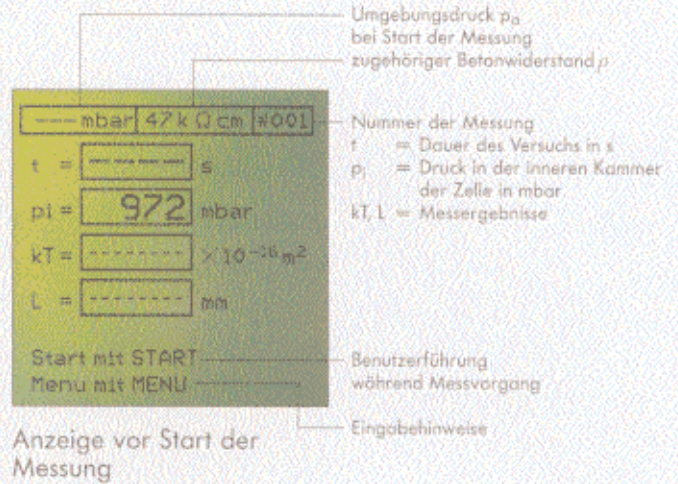 Umgebungsdruck pₐ
bei Start der Messung
zugehöriger Betonwiderstand ρ
--- mbar 47 k Ω cm #001
Nummer der Messung
t = ---- s
t = Dauer des Versuchs in s
pᵢ = Druck in der inneren Kammer
der Zelle in mbar
pi = 972 mbar
kT, L = Messergebnisse
kT = ------- ×10⁻¹⁶ m²
L = ------- mm
Start mit START
Menu mit MENU
Benutzerführung
während Messvorgang
Eingabehinweise
Anzeige vor Start der
Messung